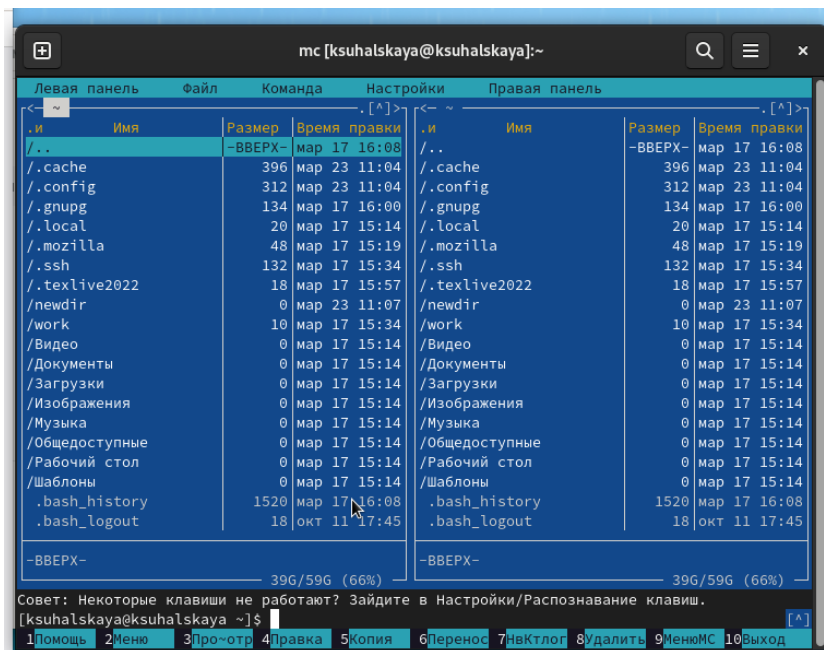 mc [ksuhalskaya@ksuhalskaya]:~
Левая панель Файл Команда Настройки Правая панель
<— ~ .[^]> <— ~ .[^]>
.и Имя Размер Время правки .и Имя Размер Время правки
/.. -ВВЕРХ- мар 17 16:08 /.. -ВВЕРХ- мар 17 16:08
/.cache 396 мар 23 11:04 /.cache 396 мар 23 11:04
/.config 312 мар 23 11:04 /.config 312 мар 23 11:04
/.gnupg 134 мар 17 16:00 /.gnupg 134 мар 17 16:00
/.local 20 мар 17 15:14 /.local 20 мар 17 15:14
/.mozilla 48 мар 17 15:19 /.mozilla 48 мар 17 15:19
/.ssh 132 мар 17 15:34 /.ssh 132 мар 17 15:34
/.texlive2022 18 мар 17 15:57 /.texlive2022 18 мар 17 15:57
/newdir 0 мар 23 11:07 /newdir 0 мар 23 11:07
/work 10 мар 17 15:34 /work 10 мар 17 15:34
/Видео 0 мар 17 15:14 /Видео 0 мар 17 15:14
/Документы 0 мар 17 15:14 /Документы 0 мар 17 15:14
/Загрузки 0 мар 17 15:14 /Загрузки 0 мар 17 15:14
/Изображения 0 мар 17 15:14 /Изображения 0 мар 17 15:14
/Музыка 0 мар 17 15:14 /Музыка 0 мар 17 15:14
/Общедоступные 0 мар 17 15:14 /Общедоступные 0 мар 17 15:14
/Рабочий стол 0 мар 17 15:14 /Рабочий стол 0 мар 17 15:14
/Шаблоны 0 мар 17 15:14 /Шаблоны 0 мар 17 15:14
.bash_history 1520 мар 17 16:08 .bash_history 1520 мар 17 16:08
.bash_logout 18 окт 11 17:45 .bash_logout 18 окт 11 17:45
-ВВЕРХ- -ВВЕРХ-
39G/59G (66%) 39G/59G (66%)
Совет: Некоторые клавиши не работают? Зайдите в Настройки/Распознавание клавиш.
[ksuhalskaya@ksuhalskaya ~]$ [^]
1Помощь 2Меню 3Про~отр 4Правка 5Копия 6Перенос 7НвКтлог 8Удалить 9МенюМС 10Выход